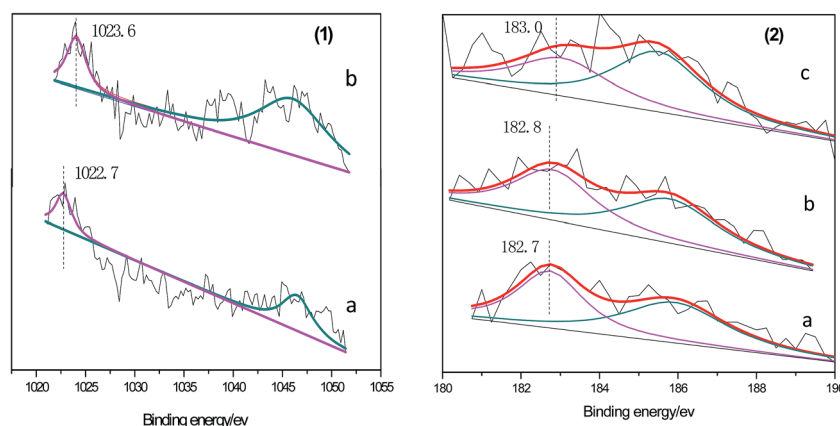 (1)
1023.6
b
1022.7
a
1020 1025 1030 1035 1040 1045 1050 1055
Binding energy/ev
(2)
183.0
c
182.8
b
182.7
a
180 182 184 186 188 190
Binding energy/ev